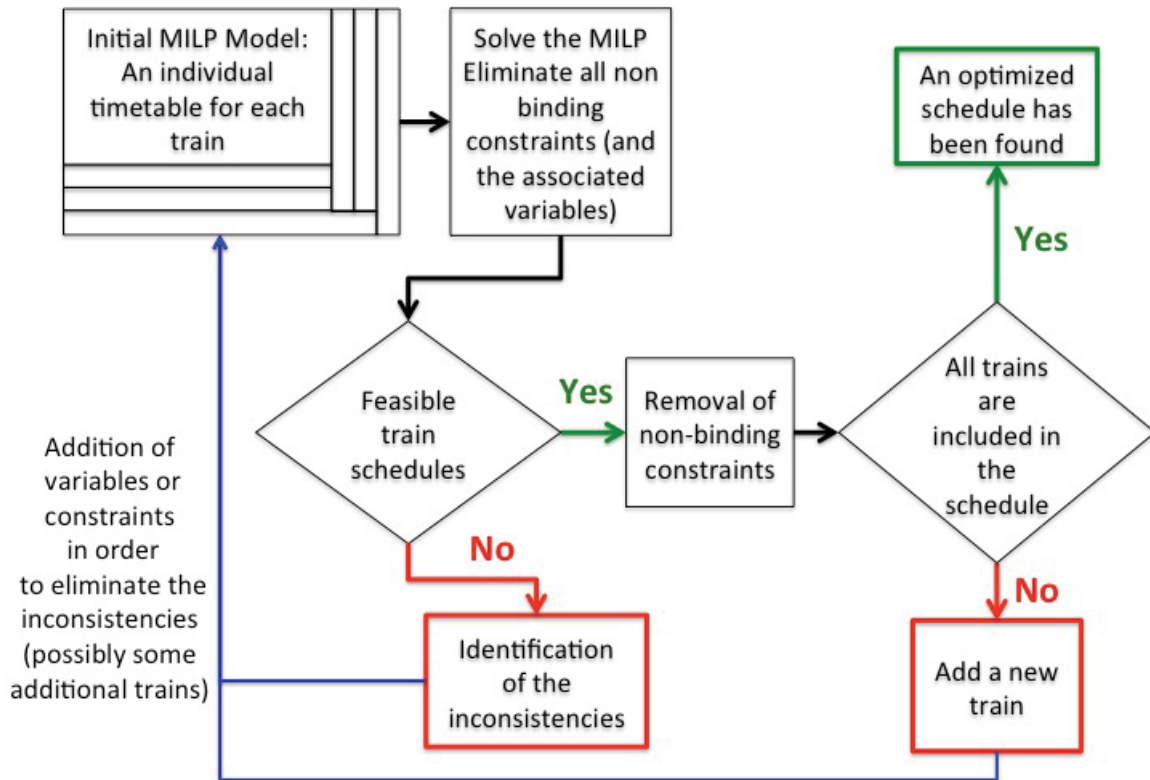 Initial MILP Model:
An individual
timetable for each
train
Solve the MILP
Eliminate all non
binding
constraints (and
the associated
variables)
An optimized
schedule has
been found
Yes
Feasible
train
schedules
Yes
Removal of
non-binding
constraints
All trains
are
included in
the
schedule
Addition of
variables or
constraints
in order
to eliminate the
inconsistencies
(possibly some
additional trains)
No
Identification
of the
inconsistencies
No
Add a new
train